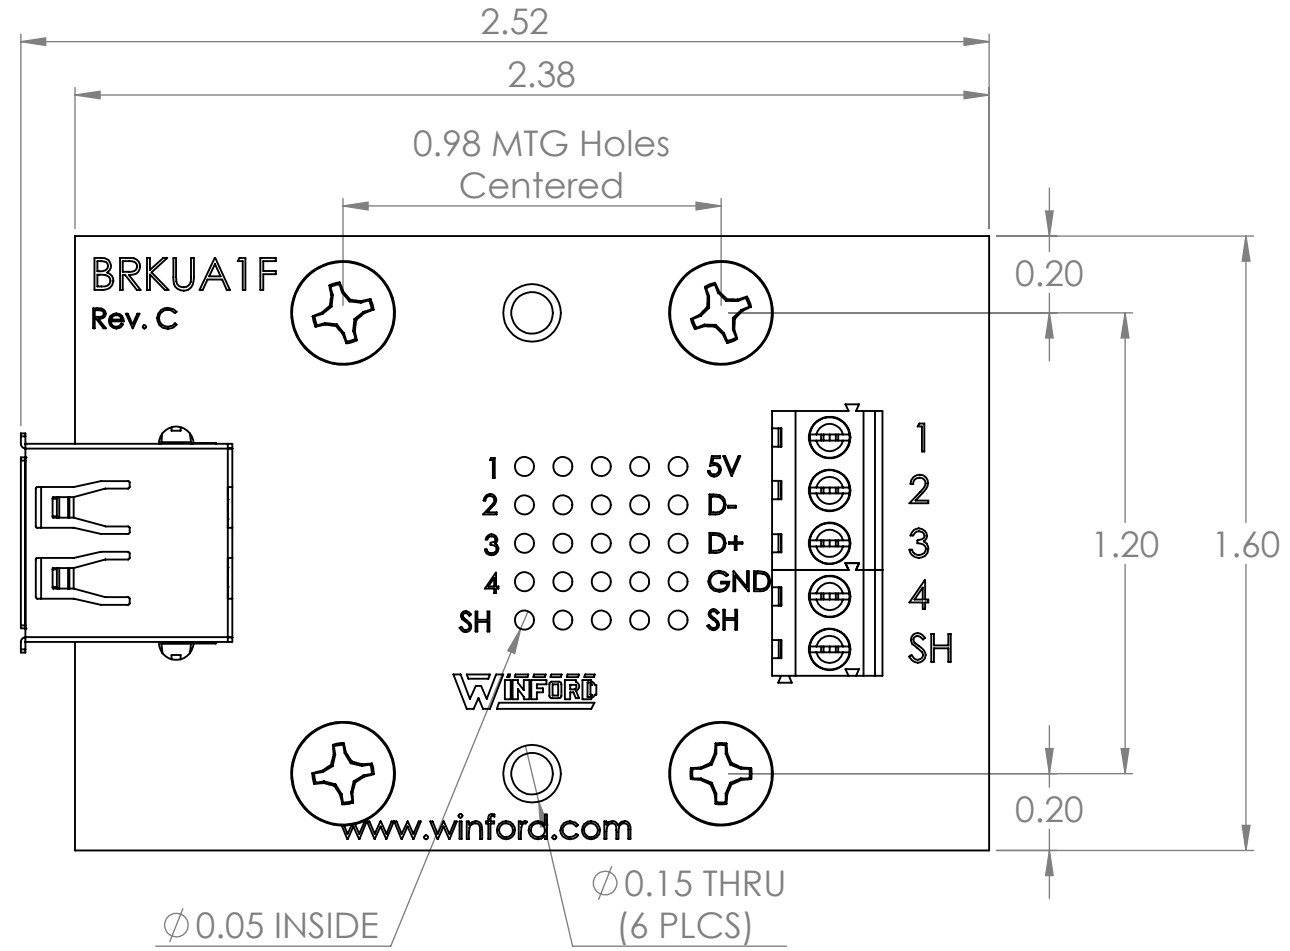 2.52
2.38
0.98 MTG Holes
Centered
BRKUA1F
Rev. C
0.20
1 5V
2 D-
3 D+
4 GND
SH SH
1
2
3
4
SH
1.20
1.60
WINFORD
www.winford.com
0.20
∅0.15 THRU
(6 PLCS)
∅0.05 INSIDE